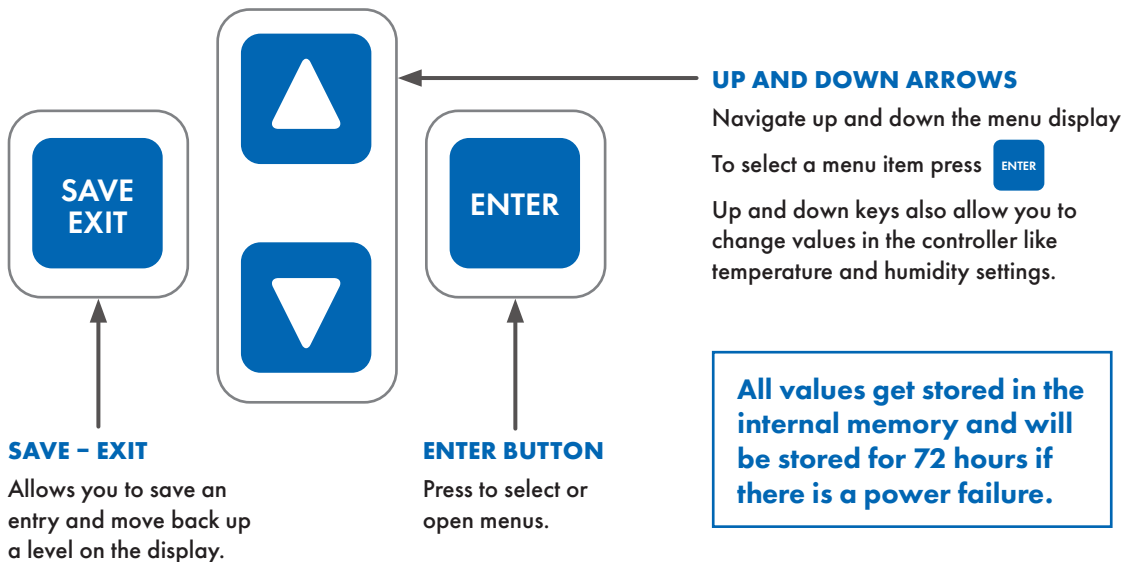 SAVE
EXIT
ENTER
UP AND DOWN ARROWS
Navigate up and down the menu display
To select a menu item press ENTER
Up and down keys also allow you to
change values in the controller like
temperature and humidity settings.
All values get stored in the
internal memory and will
be stored for 72 hours if
there is a power failure.
SAVE – EXIT
Allows you to save an
entry and move back up
a level on the display.
ENTER BUTTON
Press to select or
open menus.